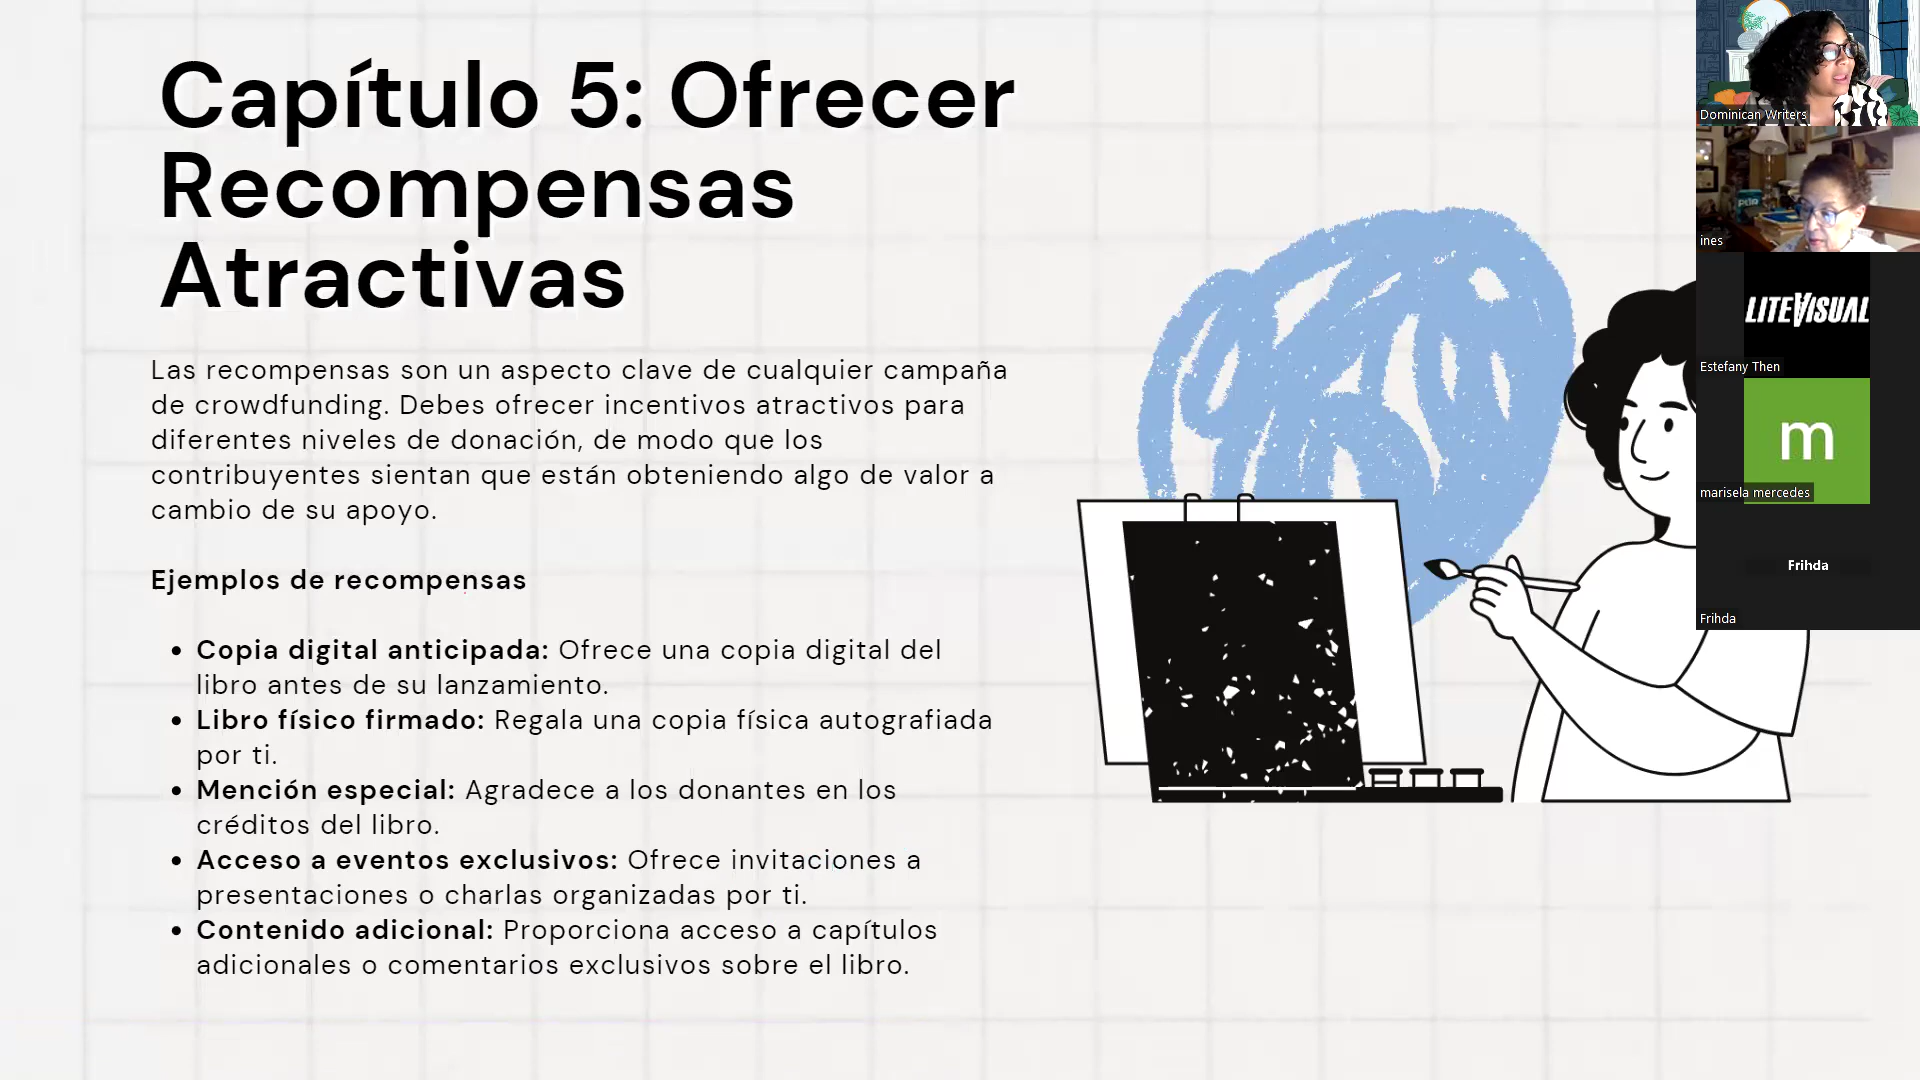 Capítulo 5: Ofrecer
Recompensas
Atractivas
Las recompensas son un aspecto clave de cualquier campaña
de crowdfunding. Debes ofrecer incentivos atractivos para
diferentes niveles de donación, de modo que los
contribuyentes sientan que están obteniendo algo de valor a
cambio de su apoyo.
Ejemplos de recompensas
• Copia digital anticipada: Ofrece una copia digital del
libro antes de su lanzamiento.
• Libro físico firmado: Regala una copia física autografiada
por ti.
• Mención especial: Agradece a los donantes en los
créditos del libro.
• Acceso a eventos exclusivos: Ofrece invitaciones a
presentaciones o charlas organizadas por ti.
• Contenido adicional: Proporciona acceso a capítulos
adicionales o comentarios exclusivos sobre el libro.
Dominican Writers
ines
LITEVISUAL
Estefany Then
m
marisela mercedes
Frihda
Frihda